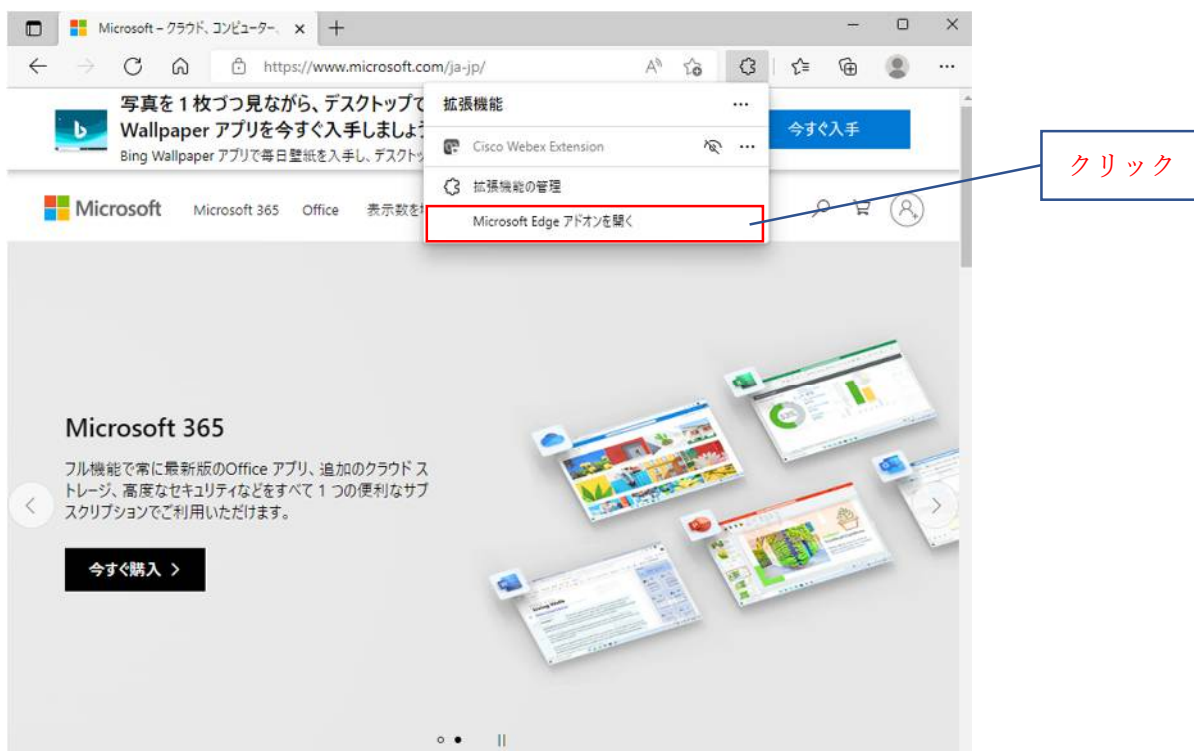 Microsoft – クラウド、コンピューター、
https://www.microsoft.com/ja-jp/
写真を 1 枚づつ見ながら、デスクトップて
Wallpaper アプリを今すぐ入手しましょ
Bing Wallpaper アプリで毎日壁紙を入手し、デスクト
今すぐ入手
拡張機能
Cisco Webex Extension
拡張機能の管理
Microsoft Edge アドオンを開く
クリック
Microsoft
Microsoft 365
Office
表示数を
Microsoft 365
フル機能で常に最新版のOffice アプリ、追加のクラウド ス
トレージ、高度なセキュリティなどをすべて 1 つの便利なサブ
スクリプションでご利用いただけます。
今すぐ購入 >